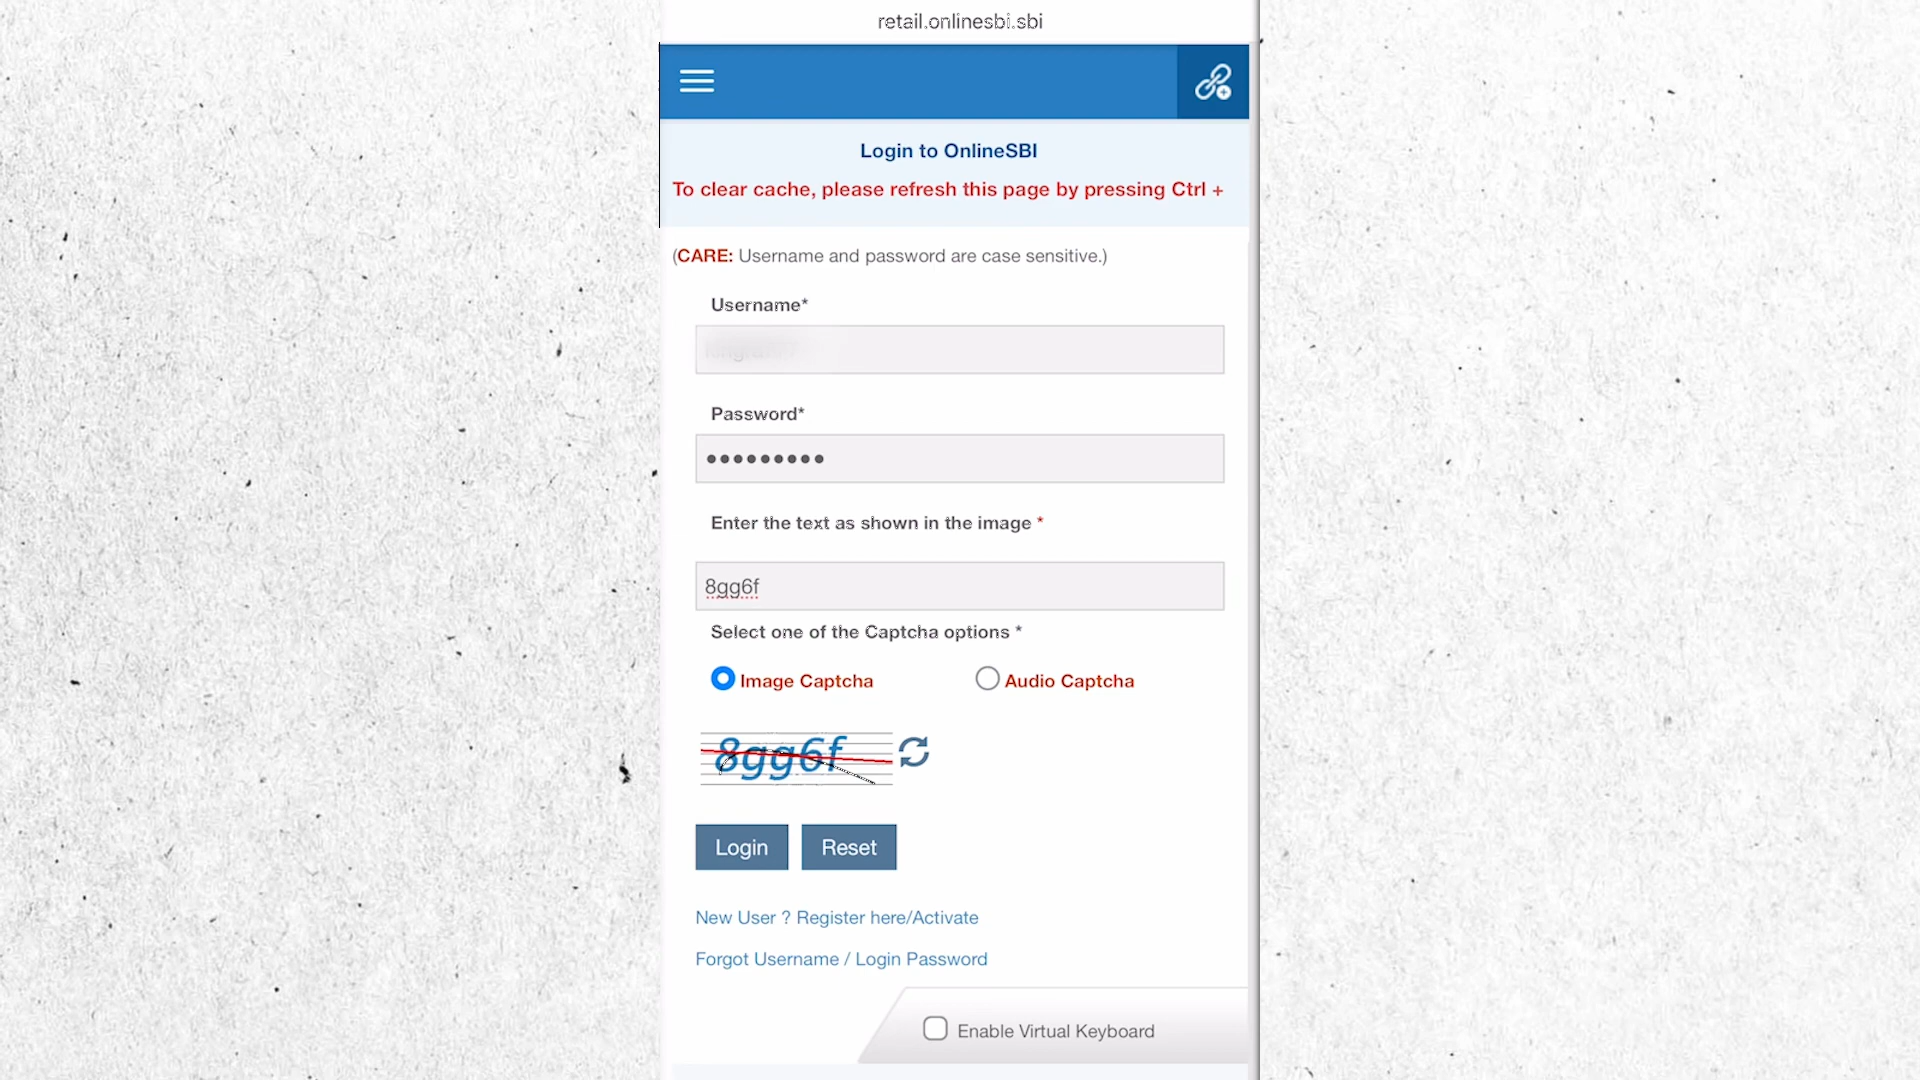 retail.onlinesbi.sbi
Login to OnlineSBI
To clear cache, please refresh this page by pressing Ctrl +
(CARE: Username and password are case sensitive.)
Username*
Password*
•••••••••
Enter the text as shown in the image *
8gg6f
Select one of the Captcha options *
Image Captcha Audio Captcha
8gg6f
Login Reset
New User ? Register here/Activate
Forgot Username / Login Password
Enable Virtual Keyboard